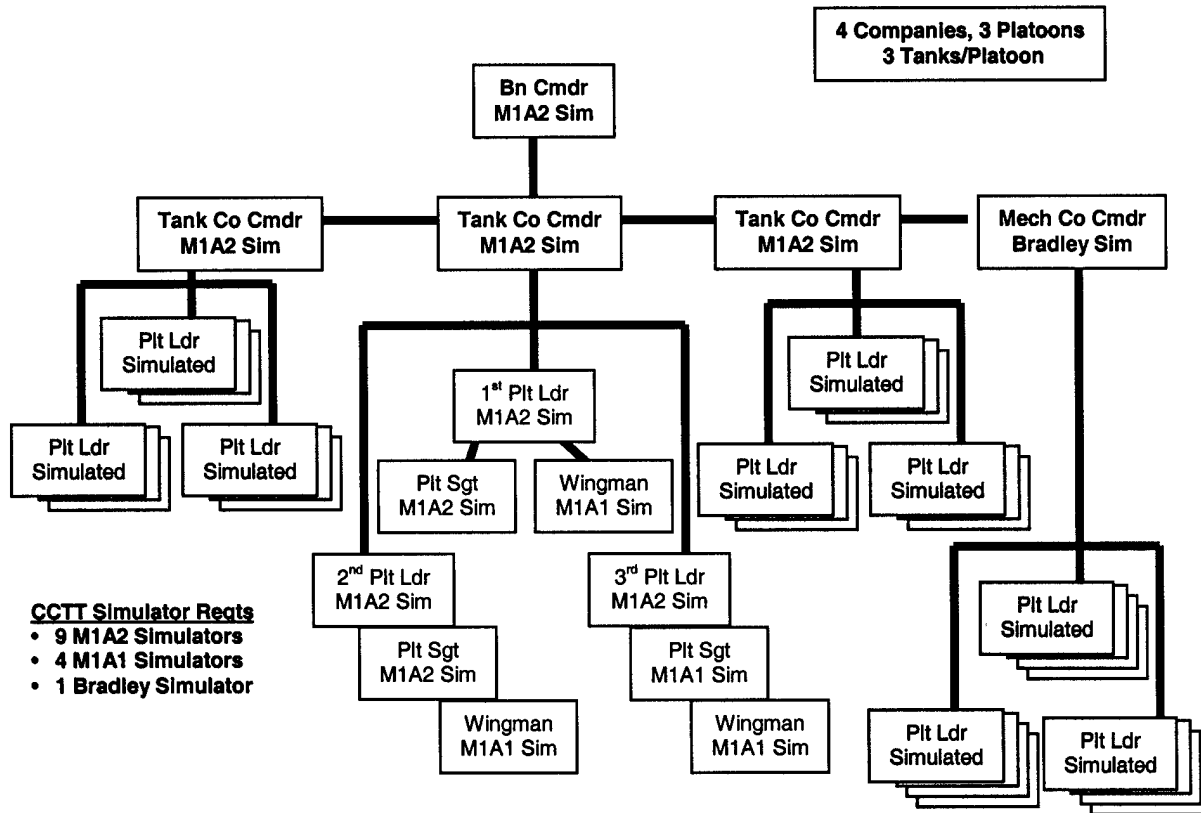 4 Companies, 3 Platoons
3 Tanks/Platoon
Bn Cmdr
M1A2 Sim
Tank Co Cmdr
M1A2 Sim
Tank Co Cmdr
M1A2 Sim
Tank Co Cmdr
M1A2 Sim
Mech Co Cmdr
Bradley Sim
Plt Ldr
Simulated
Plt Ldr
Simulated
Plt Ldr
Simulated
1st Plt Ldr
M1A2 Sim
Plt Sgt
M1A2 Sim
Wingman
M1A1 Sim
2nd Plt Ldr
M1A2 Sim
Plt Sgt
M1A2 Sim
Wingman
M1A1 Sim
3rd Plt Ldr
M1A2 Sim
Plt Sgt
M1A1 Sim
Wingman
M1A1 Sim
Plt Ldr
Simulated
Plt Ldr
Simulated
Plt Ldr
Simulated
Plt Ldr
Simulated
Plt Ldr
Simulated
Plt Ldr
Simulated
CCTT Simulator Reqts
• 9 M1A2 Simulators
• 4 M1A1 Simulators
• 1 Bradley Simulator